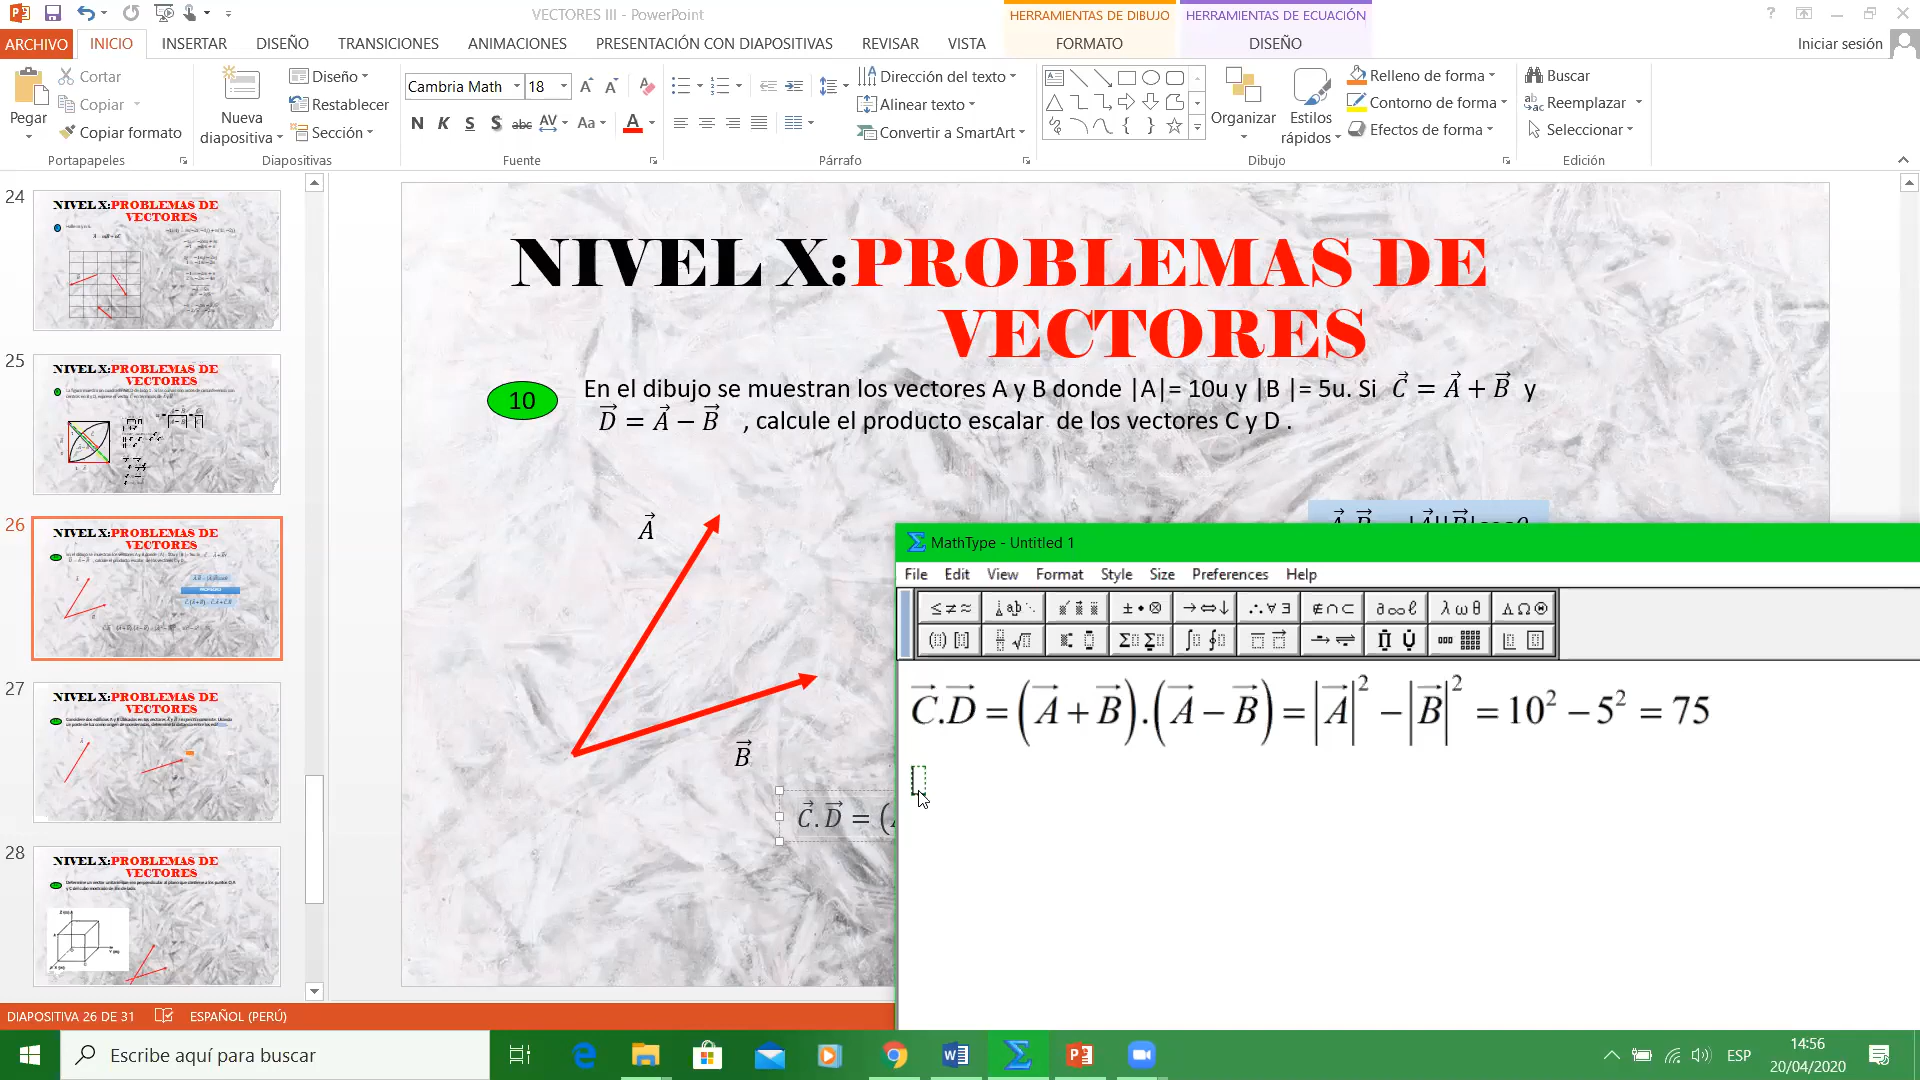 VECTORES III - PowerPoint
HERRAMIENTAS DE DIBUJO
HERRAMIENTAS DE ECUACIÓN
ARCHIVO
INICIO
INSERTAR
DISEÑO
TRANSICIONES
ANIMACIONES
PRESENTACIÓN CON DIAPOSITIVAS
REVISAR
VISTA
FORMATO
DISEÑO
Iniciar sesión
Pegar
Cortar
Copiar
Copiar formato
Portapapeles
Nueva
diapositiva
Diseño
Restablecer
Sección
Diapositivas
Cambria Math
18
N K S S abc AV Aa A
Fuente
Dirección del texto
Alinear texto
Convertir a SmartArt
Párrafo
Organizar
Estilos
rápidos
Relleno de forma
Contorno de forma
Efectos de forma
Dibujo
Buscar
Reemplazar
Seleccionar
Edición
24
NIVEL X:PROBLEMAS DE
VECTORES
25
NIVEL X:PROBLEMAS DE
VECTORES
26
NIVEL X:PROBLEMAS DE
VECTORES
27
NIVEL X:PROBLEMAS DE
VECTORES
28
NIVEL X:PROBLEMAS DE
VECTORES
NIVEL X:PROBLEMAS DE
VECTORES
10
En el dibujo se muestran los vectores A y B donde |A|= 10u y |B |= 5u. Si C⃗ = A⃗ + B⃗ y
D⃗ = A⃗ − B⃗ , calcule el producto escalar de los vectores C y D .
A⃗
B⃗
C⃗.D⃗ = (
MathType - Untitled 1
File Edit View Format Style Size Preferences Help
C⃗.D⃗ = (A⃗ + B⃗).(A⃗ − B⃗) = |A⃗|² − |B⃗|² = 10² − 5² = 75
DIAPOSITIVA 26 DE 31
ESPAÑOL (PERÚ)
Escribe aquí para buscar
ESP
14:56
20/04/2020